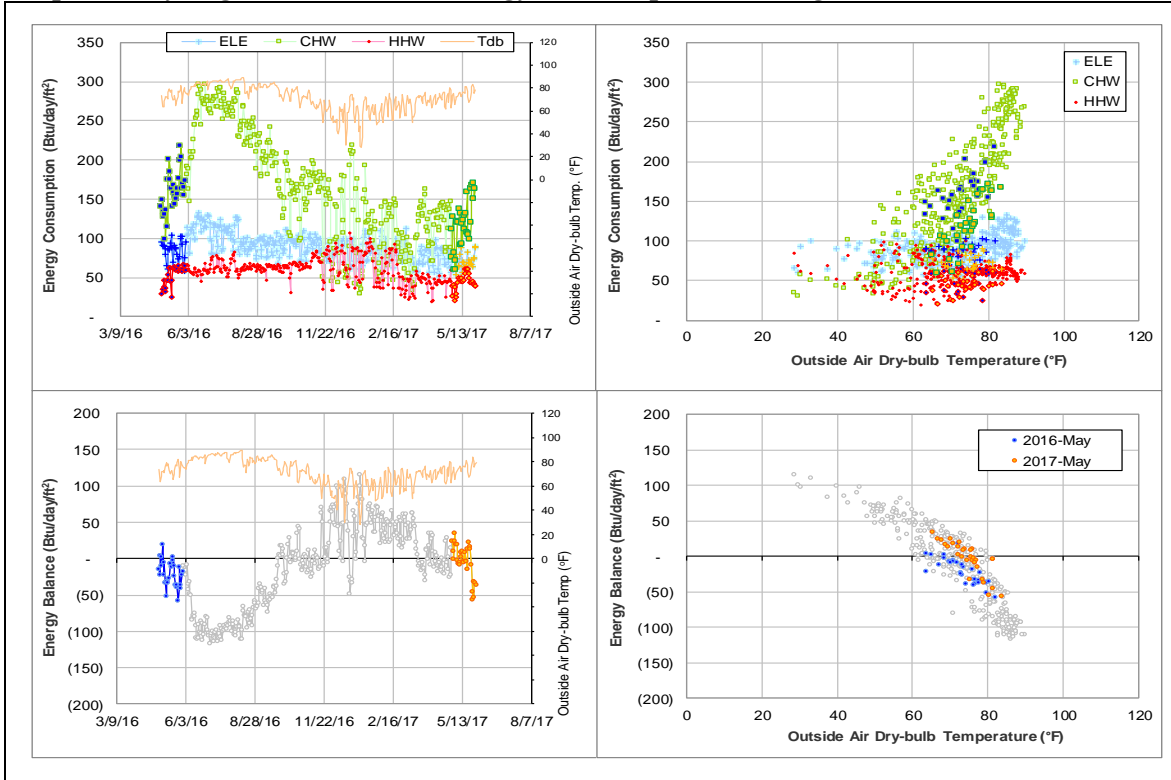 ELE CHW HHW Tdb
350
300
250
200
150
100
50
-
Energy Consumption (Btu/day/ft²)
120
100
80
60
40
20
0
Outside Air Dry-bulb Temp. (°F)
3/9/16 6/3/16 8/28/16 11/22/16 2/16/17 5/13/17 8/7/17
ELE
CHW
HHW
350
300
250
200
150
100
50
-
Energy Consumption (Btu/day/ft²)
0 20 40 60 80 100 120
Outside Air Dry-bulb Temperature (°F)
200
150
100
50
-
(50)
(100)
(150)
(200)
Energy Balance (Btu/day/ft²)
120
100
80
60
40
20
0
Outside Air Dry-bulb Temp (°F)
3/9/16 6/3/16 8/28/16 11/22/16 2/16/17 5/13/17 8/7/17
2016-May
2017-May
200
150
100
50
-
(50)
(100)
(150)
(200)
Energy Balance (Btu/day/ft²)
0 20 40 60 80 100 120
Outside Air Dry-bulb Temperature (°F)